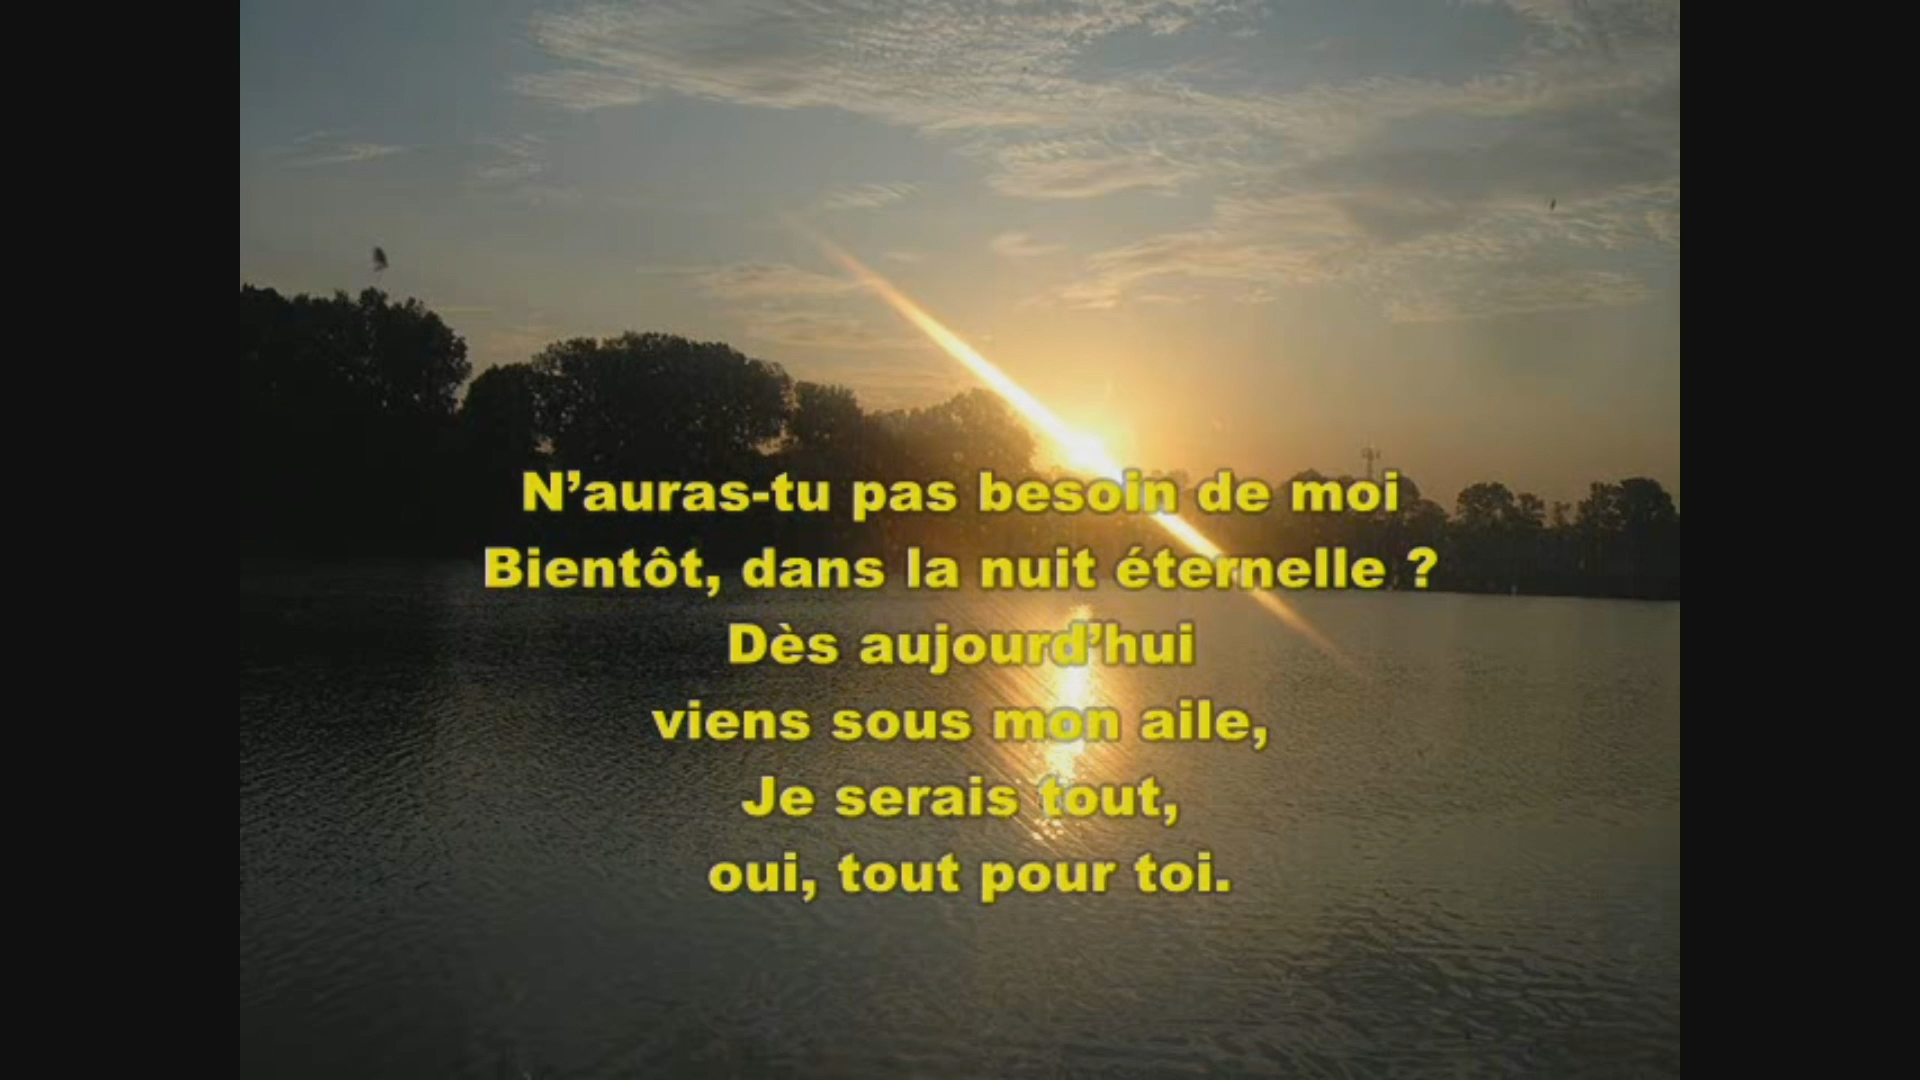 N’auras-tu pas besoin de moi
Bientôt, dans la nuit éternelle ?
Dès aujourd’hui
viens sous mon aile,
Je serais tout,
oui, tout pour toi.